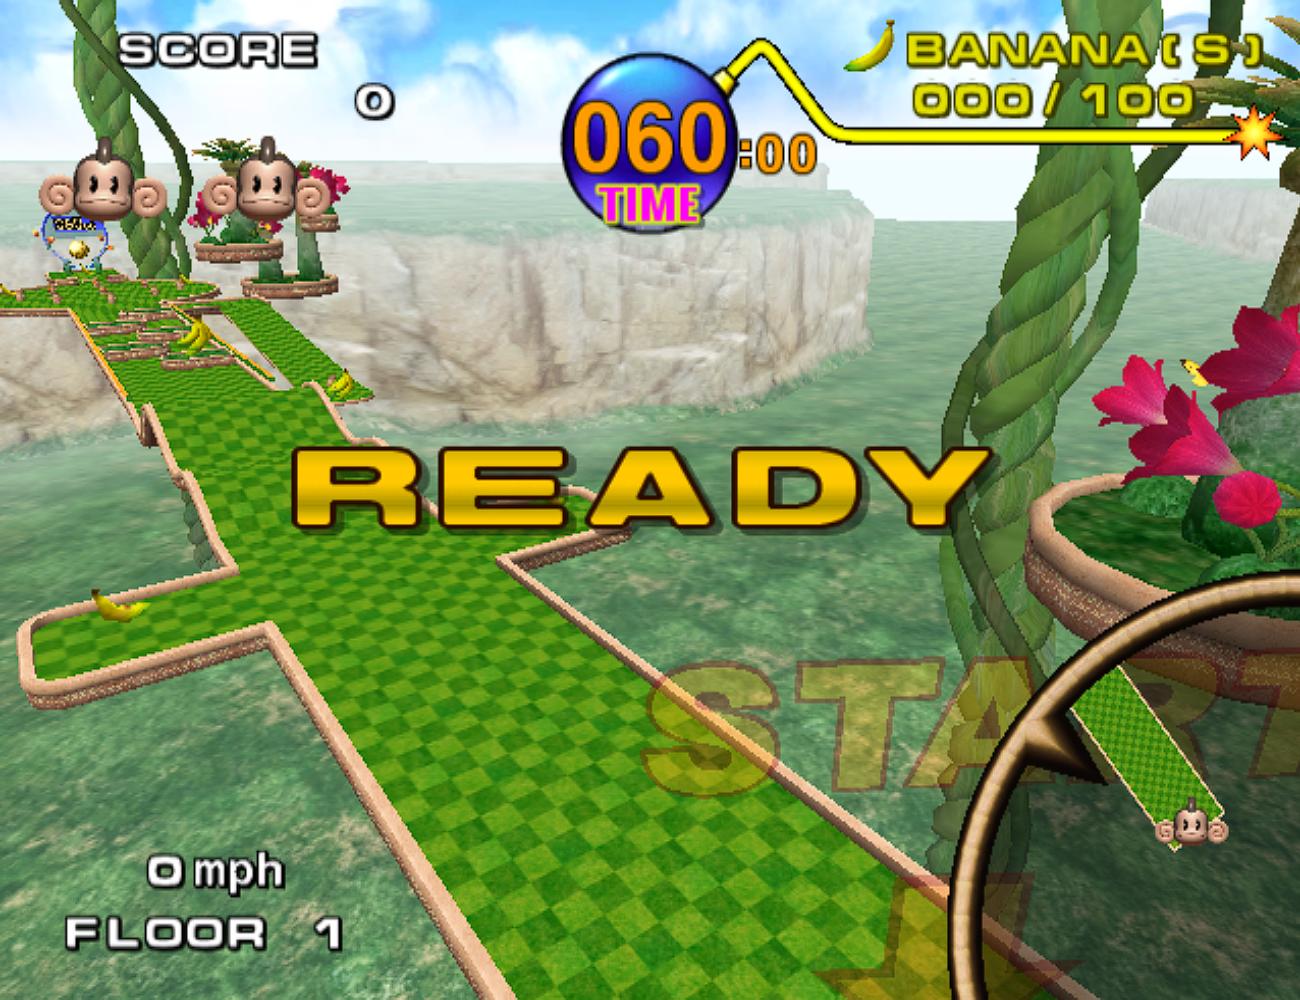 SCORE
0
BANANA(S)
000/100
060:00
TIME
READY
START
0 mph
FLOOR 1